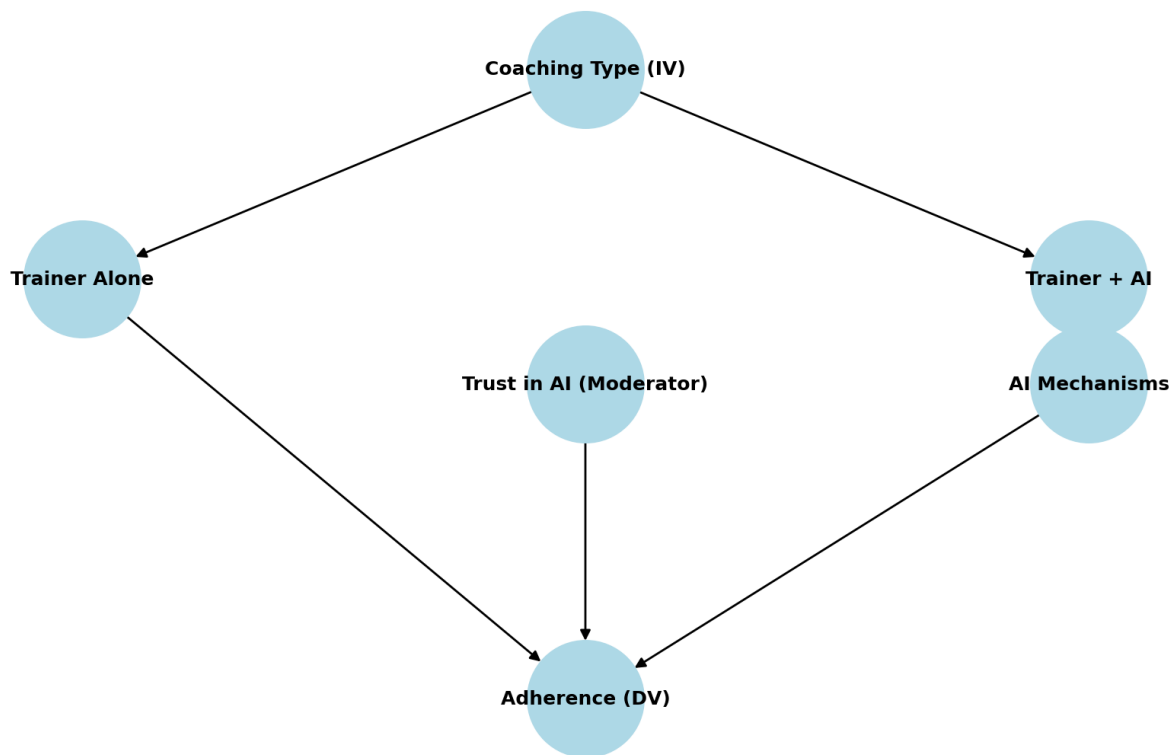 Coaching Type (IV)
Trainer Alone
Trainer + AI
Trust in AI (Moderator)
AI Mechanisms
Adherence (DV)